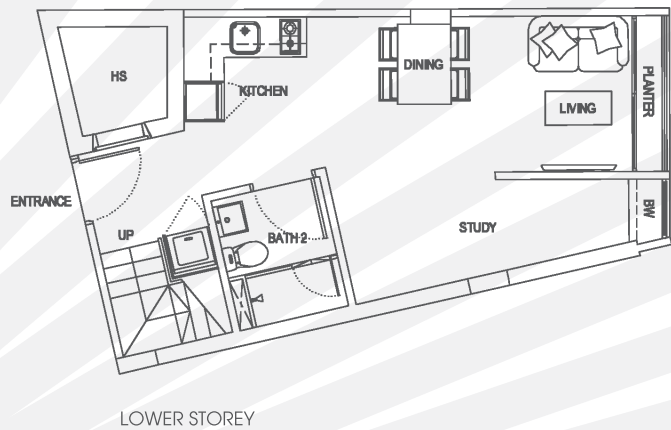 HS
KITCHEN
DINING
LIVING
PLANTER
ENTRANCE
UP
BATH 2
STUDY
BW
LOWER STOREY